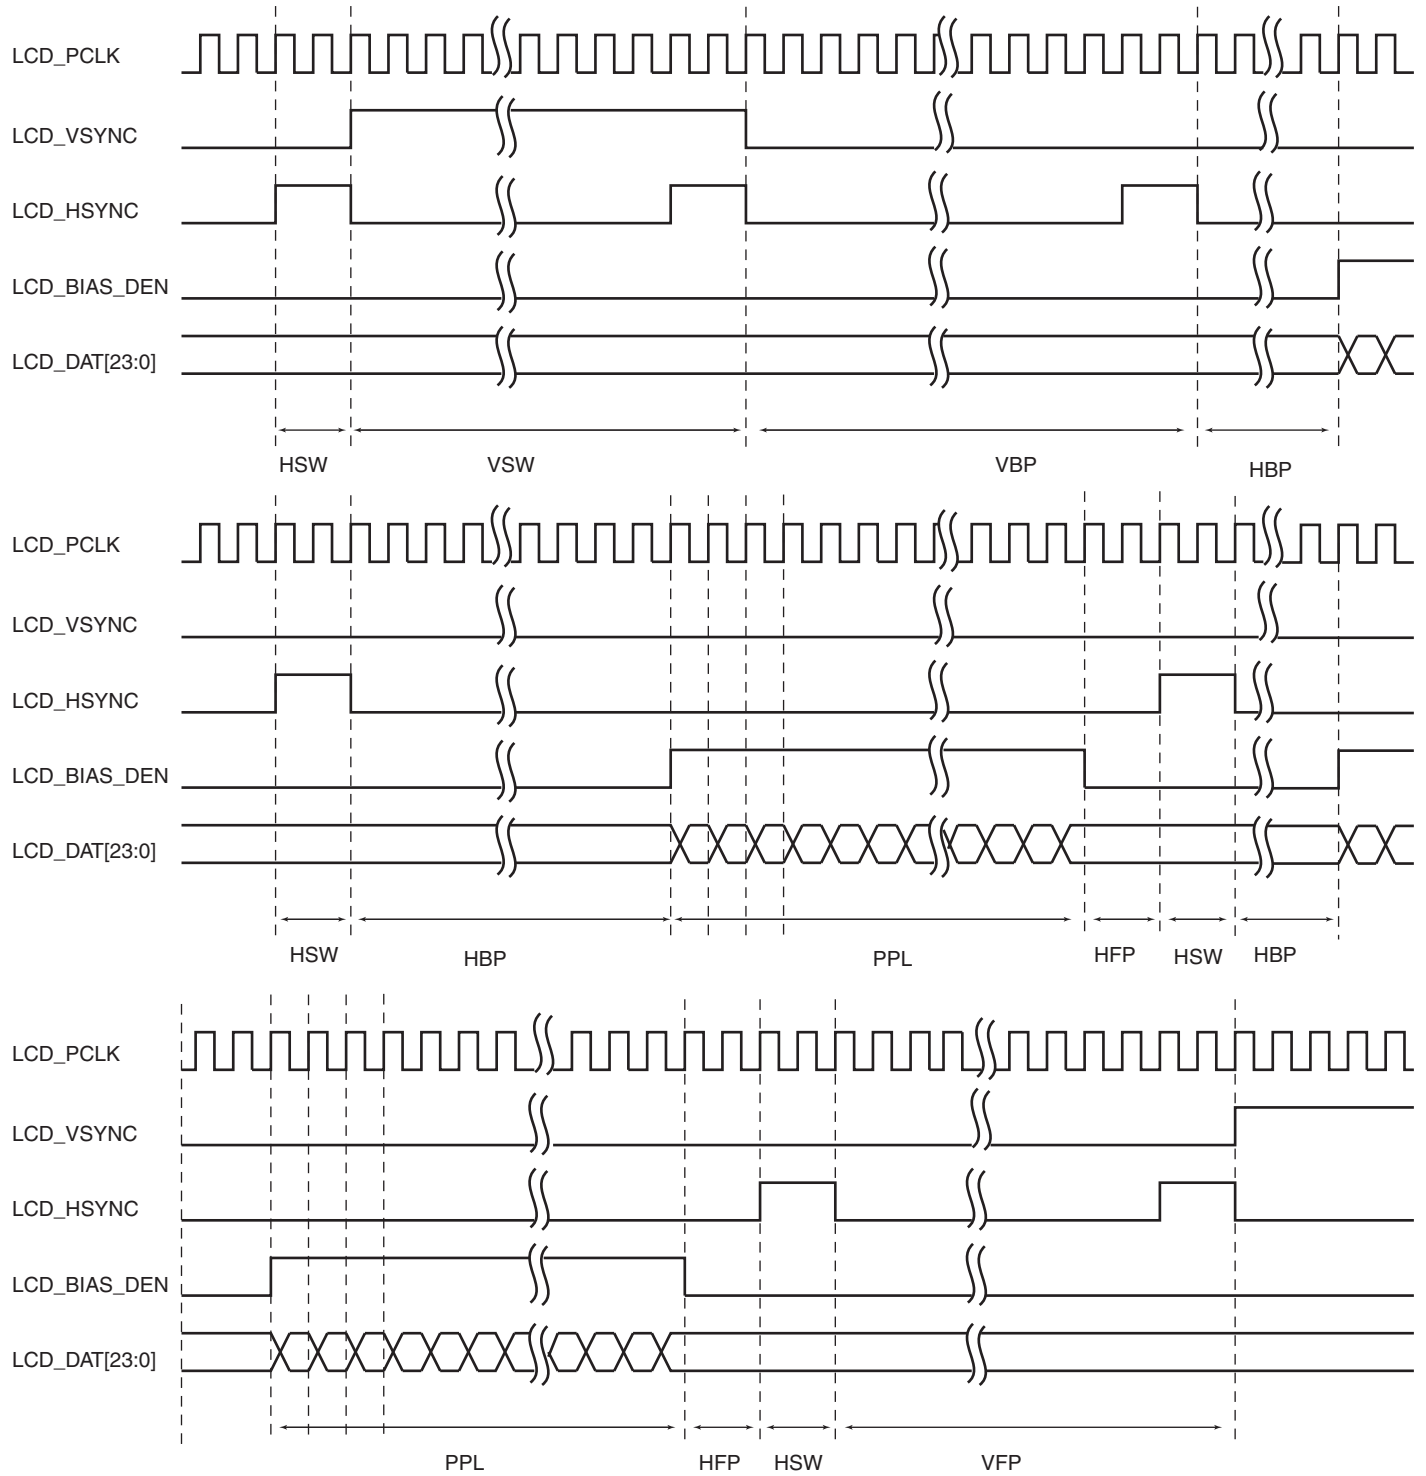 LCD_PCLK
LCD_VSYNC
LCD_HSYNC
LCD_BIAS_DEN
LCD_DAT[23:0]
HSW VSW VBP HBP
LCD_PCLK
LCD_VSYNC
LCD_HSYNC
LCD_BIAS_DEN
LCD_DAT[23:0]
HSW HBP PPL HFP HSW HBP
LCD_PCLK
LCD_VSYNC
LCD_HSYNC
LCD_BIAS_DEN
LCD_DAT[23:0]
PPL HFP HSW VFP